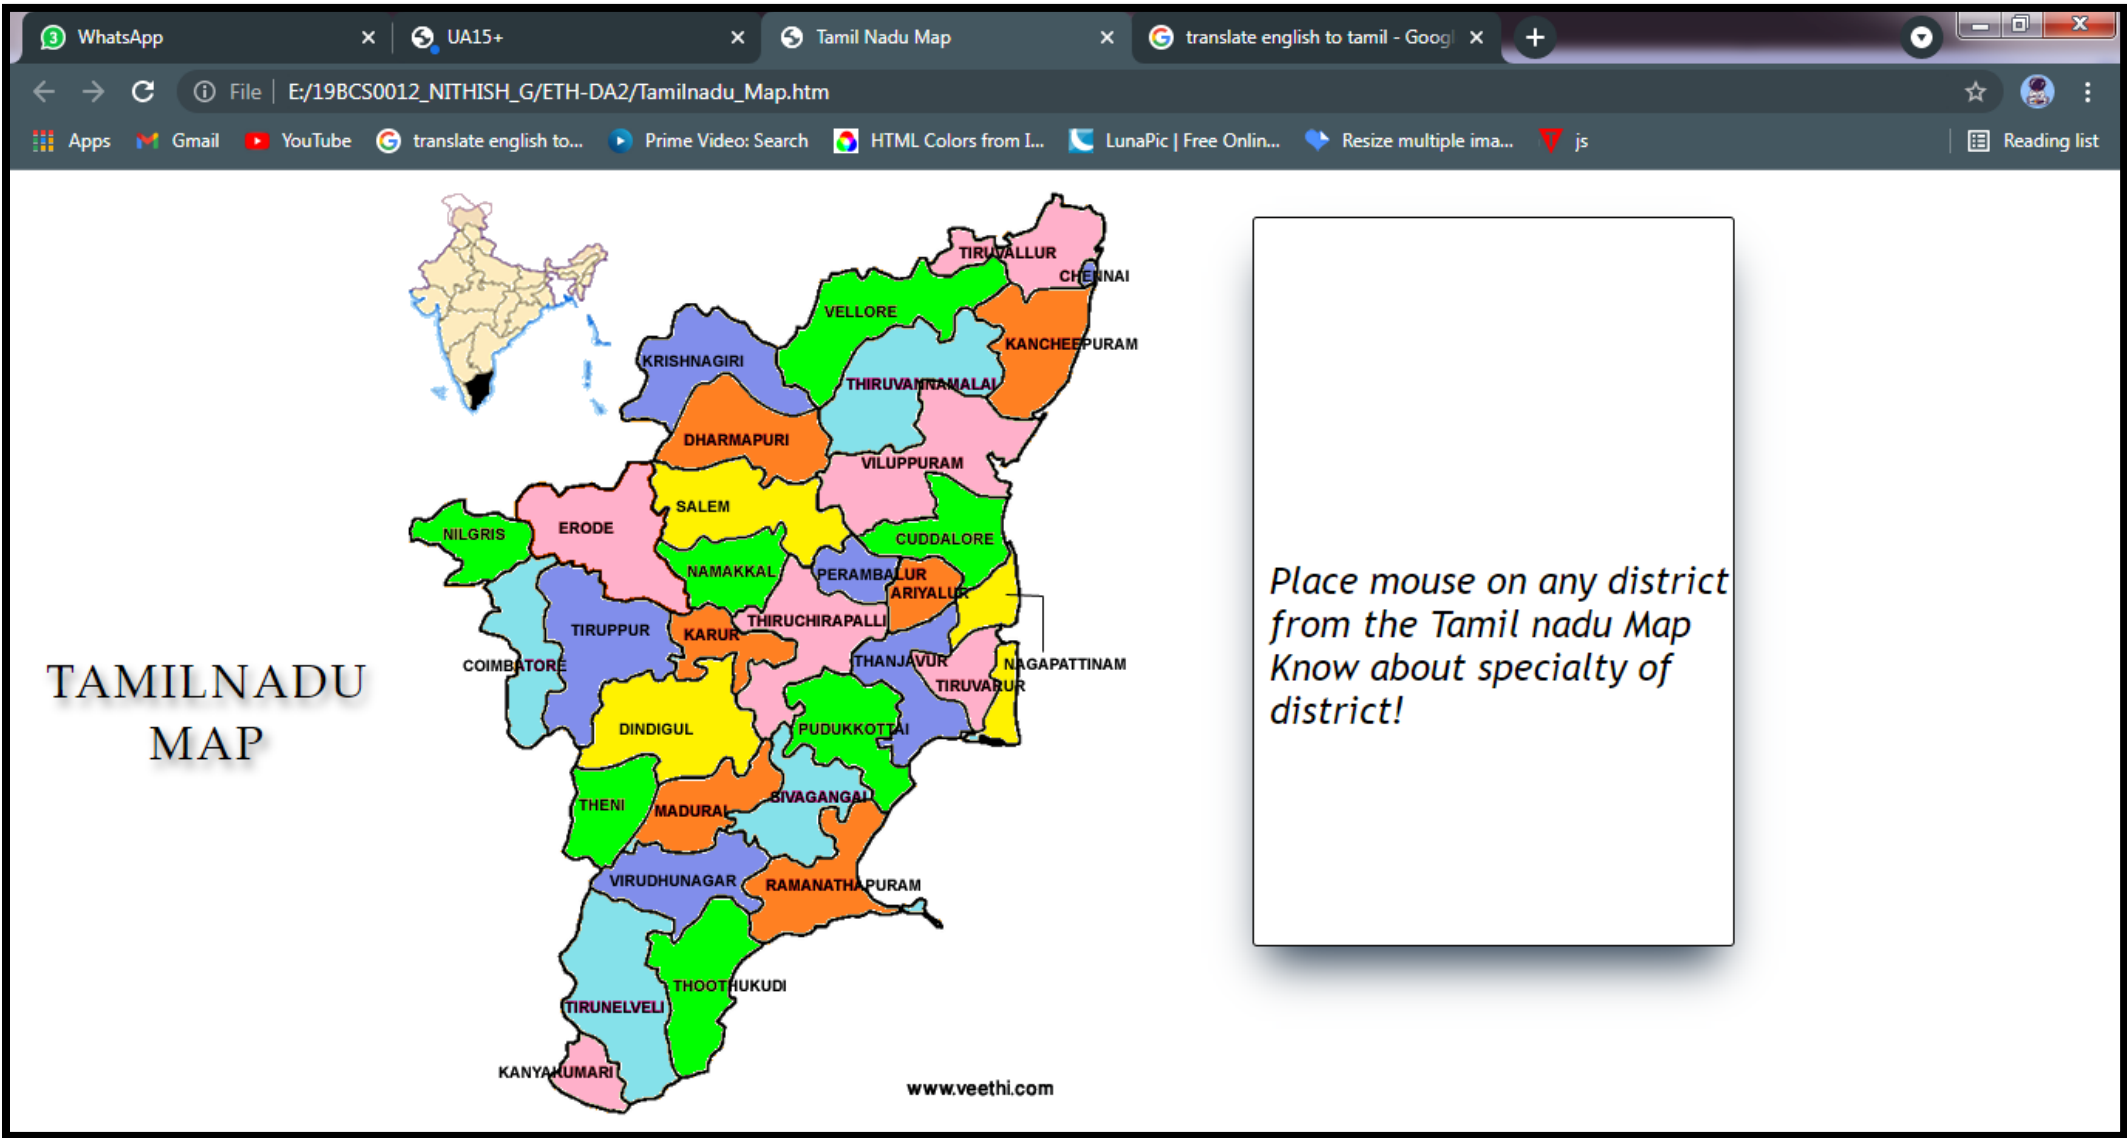 3 WhatsApp
UA15+
Tamil Nadu Map
translate english to tamil - Googl
File
E:/19BCS0012_NITHISH_G/ETH-DA2/Tamilnadu_Map.htm
Apps
Gmail
YouTube
translate english to...
Prime Video: Search
HTML Colors from I...
LunaPic | Free Onlin...
Resize multiple ima...
js
Reading list
TIRUVALLUR
CHENNAI
VELLORE
KANCHEEPURAM
KRISHNAGIRI
THIRUVANNAMALAI
DHARMAPURI
VILUPPURAM
SALEM
ERODE
NILGRIS
CUDDALORE
NAMAKKAL
PERAMBALUR
ARIYALUR
THIRUCHIRAPALLI
TIRUPPUR
KARUR
COIMBATORE
THANJAVUR
NAGAPATTINAM
TIRUVARUR
DINDIGUL
PUDUKKOTTAI
THENI
MADURAI
SIVAGANGAI
VIRUDHUNAGAR
RAMANATHAPURAM
THOOTHUKUDI
TIRUNELVELI
KANYAKUMARI
www.veethi.com
TAMILNADU
MAP
Place mouse on any district
from the Tamil nadu Map
Know about specialty of
district!